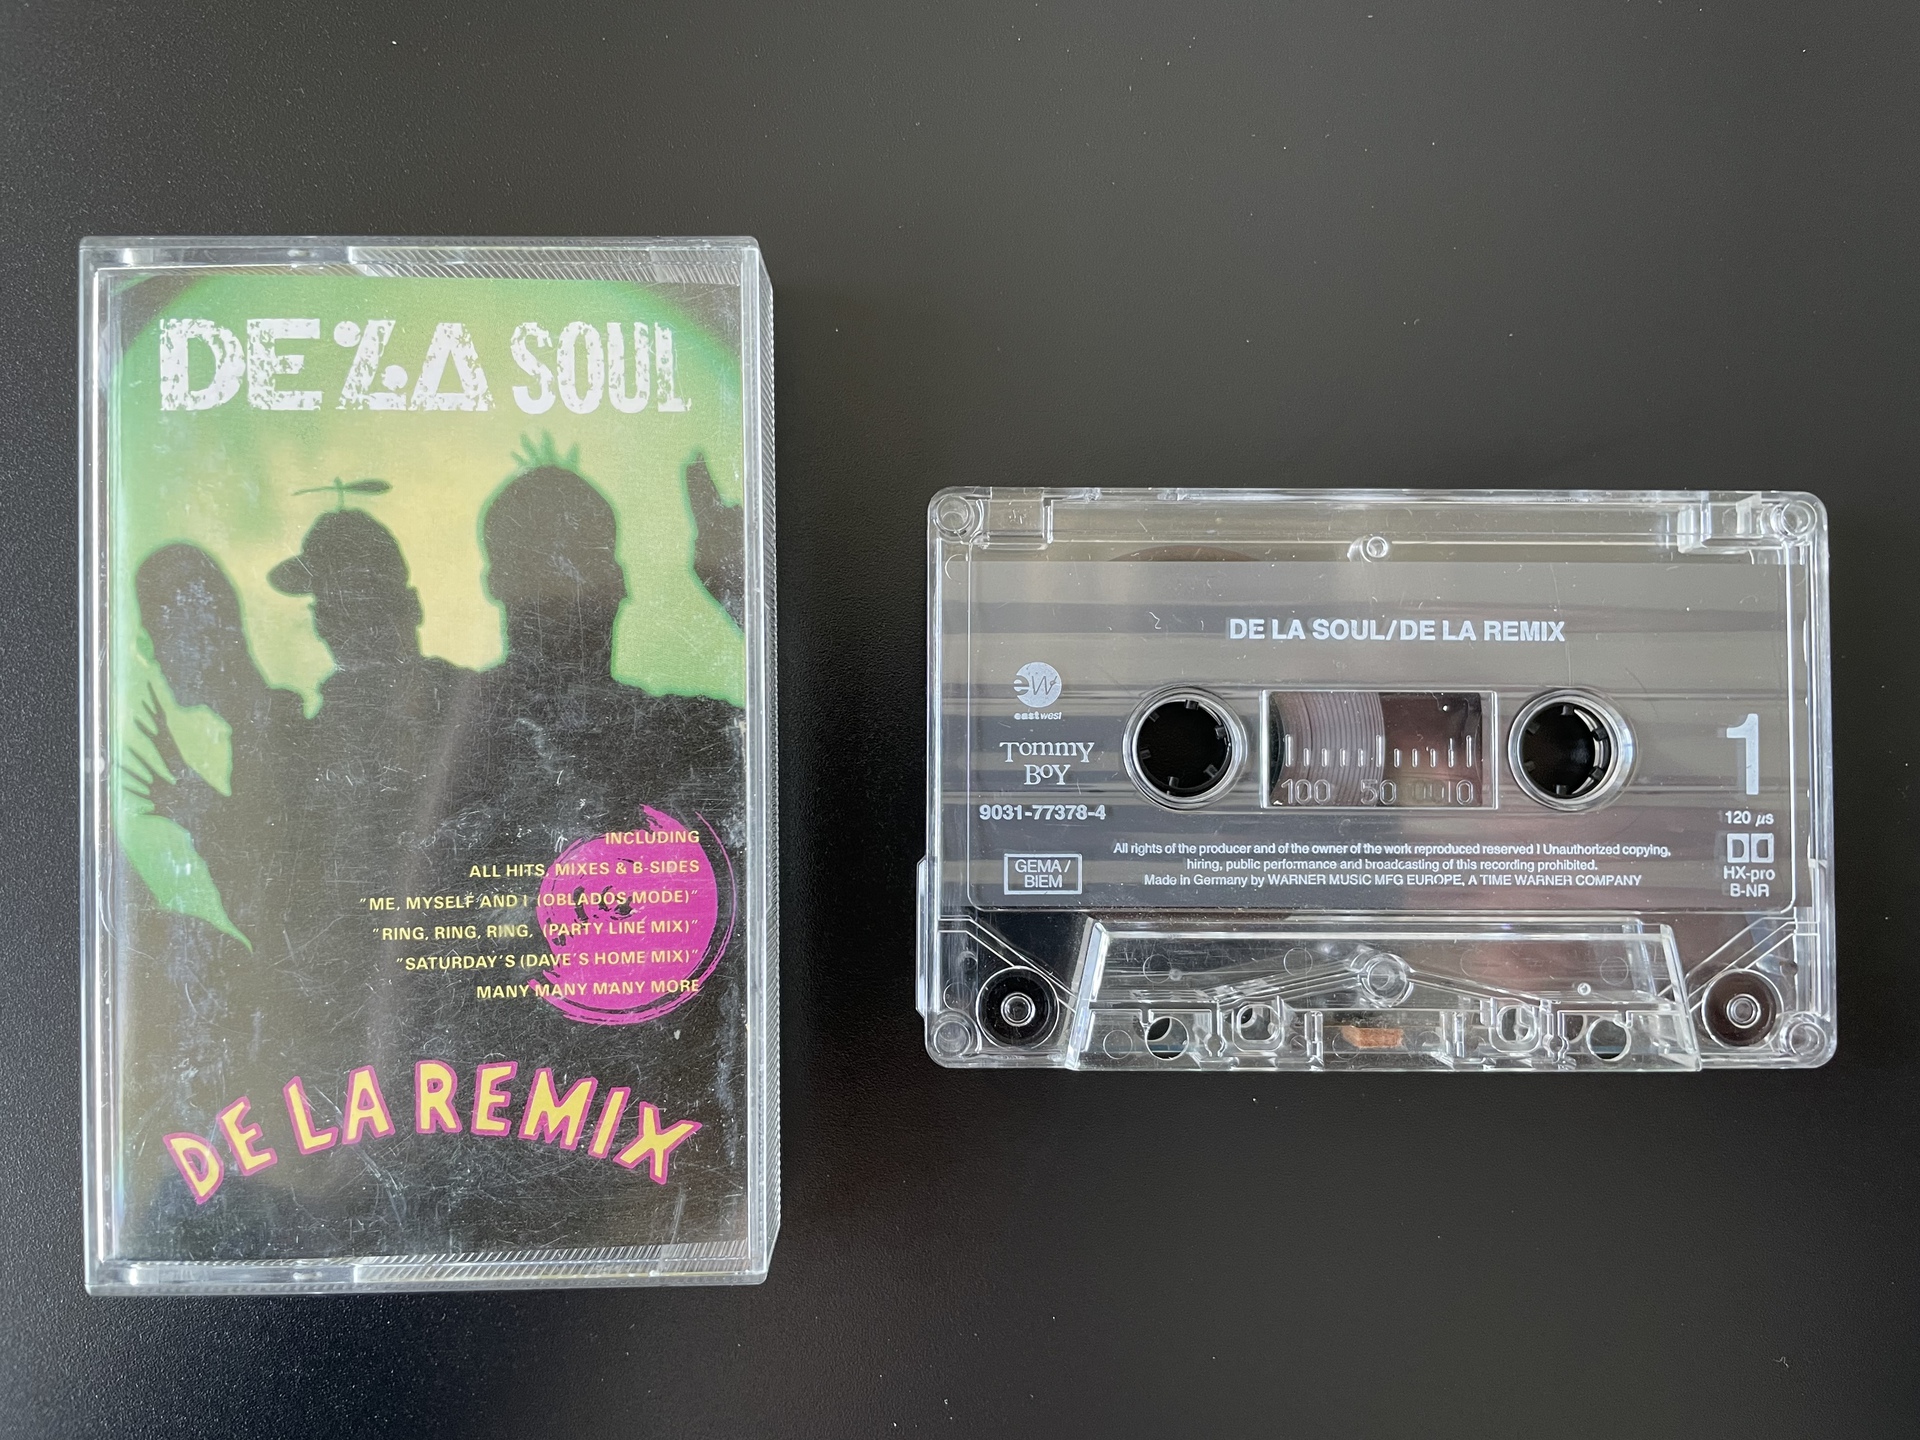 DE LA SOUL
INCLUDING
ALL HITS, MIXES & B-SIDES
"ME, MYSELF AND I (OBLADOS MODE)"
"RING, RING, RING, (PARTY LINE MIX)"
"SATURDAY'S (DAVE'S HOME MIX)"
MANY MANY MANY MORE
DE LA REMIX
DE LA SOUL/DE LA REMIX
ew
eastwest
Tommy
Boy
9031-77378-4
GEMA/
BIEM
100 50 0
1
120 µs
HX-pro
B-NR
All rights of the producer and of the owner of the work reproduced reserved ! Unauthorized copying,
hiring, public performance and broadcasting of this recording prohibited.
Made in Germany by WARNER MUSIC MFG EUROPE, A TIME WARNER COMPANY